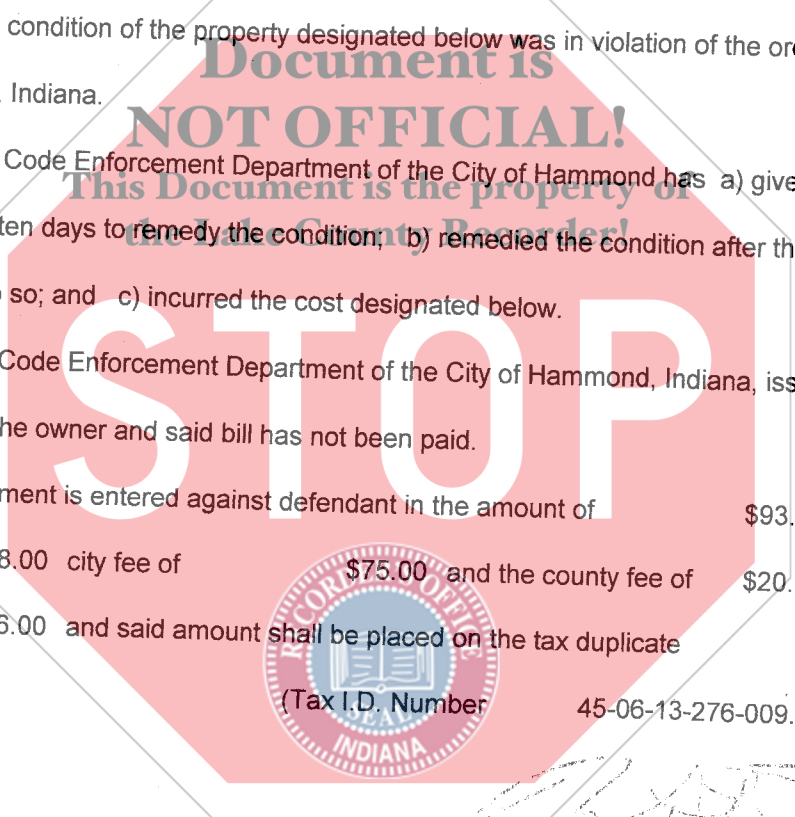 condition of the property designated below was in violation of the or
Document is
Indiana.
NOT OFFICIAL!
Code Enforcement Department of the City of Hammond has a) give
This Document is the property of
ten days to remedy the condition; b) remedied the condition after th
the Lake County Recorder!
so; and c) incurred the cost designated below.
STOP
Code Enforcement Department of the City of Hammond, Indiana, iss
he owner and said bill has not been paid.
ment is entered against defendant in the amount of $93.
8.00 city fee of $75.00 and the county fee of $20.
6.00 and said amount shall be placed on the tax duplicate
(Tax I.D. Number 45-06-13-276-009.
RECORDER'S OFFICE
SEAL
INDIANA